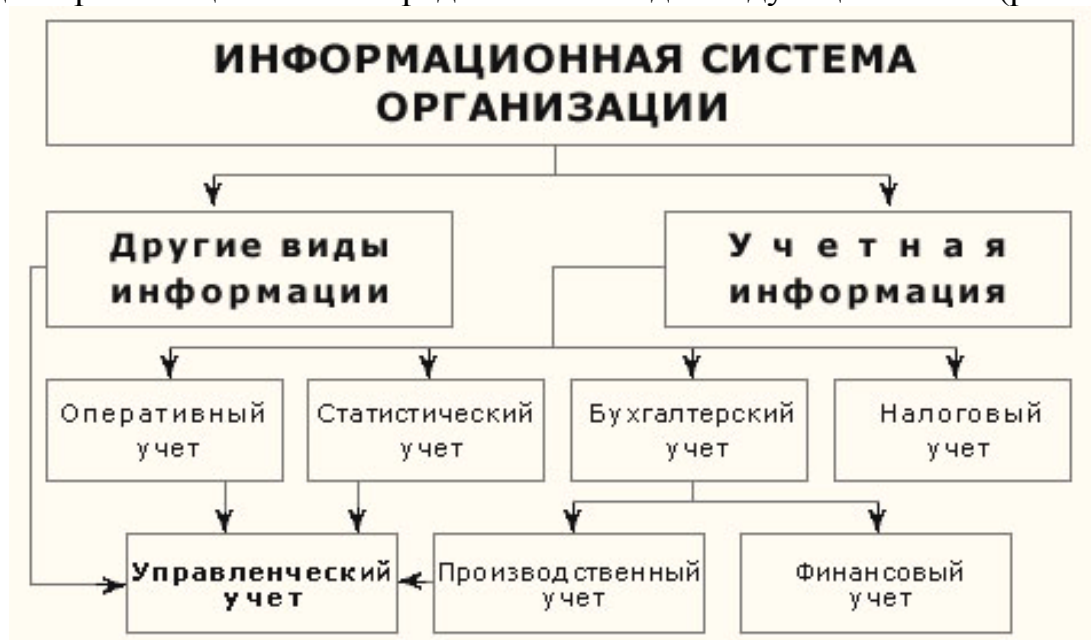 ИНФОРМАЦИОННАЯ СИСТЕМА
ОРГАНИЗАЦИИ
Другие виды
информации
Учетная
информация
Оперативный
учет
Статистический
учет
Бухгалтерский
учет
Налоговый
учет
Управленческий
учет
Производственный
учет
Финансовый
учет